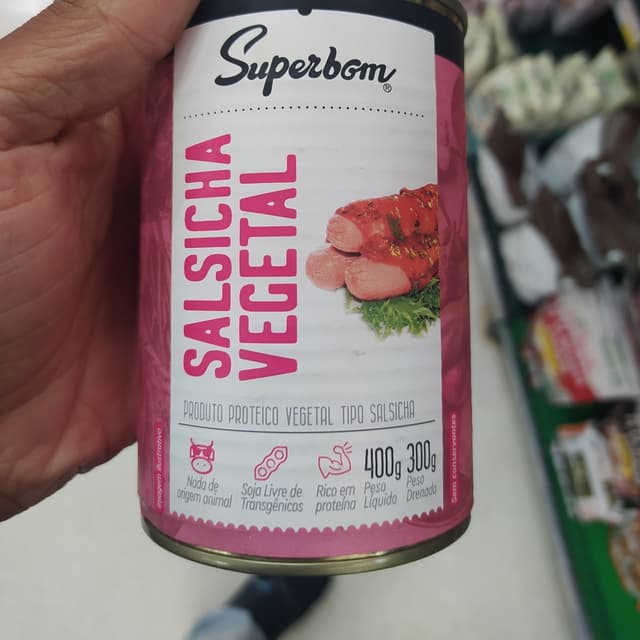 Superbom®
SALSICHA
VEGETAL
PRODUTO PROTEICO VEGETAL TIPO SALSICHA
Nada de
origem animal
Soja Livre de
Transgênicos
Rico em
proteína
400g
Peso
Líquido
300g
Peso
Drenado
imagem ilustrativa
Sem conservantes